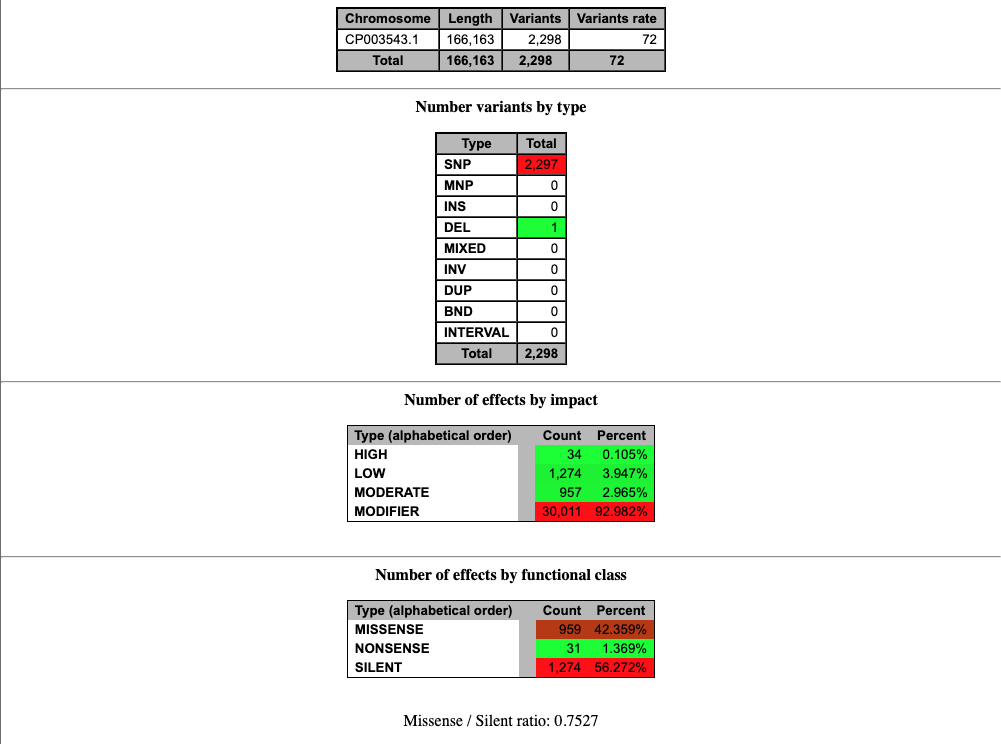 Chromosome Length Variants Variants rate
CP003543.1 166,163 2,298 72
Total 166,163 2,298 72
Number variants by type
Type Total
SNP 2,297
MNP 0
INS 0
DEL 1
MIXED 0
INV 0
DUP 0
BND 0
INTERVAL 0
Total 2,298
Number of effects by impact
Type (alphabetical order) Count Percent
HIGH 34 0.105%
LOW 1,274 3.947%
MODERATE 957 2.965%
MODIFIER 30,011 92.982%
Number of effects by functional class
Type (alphabetical order) Count Percent
MISSENSE 959 42.359%
NONSENSE 31 1.369%
SILENT 1,274 56.272%
Missense / Silent ratio: 0.7527